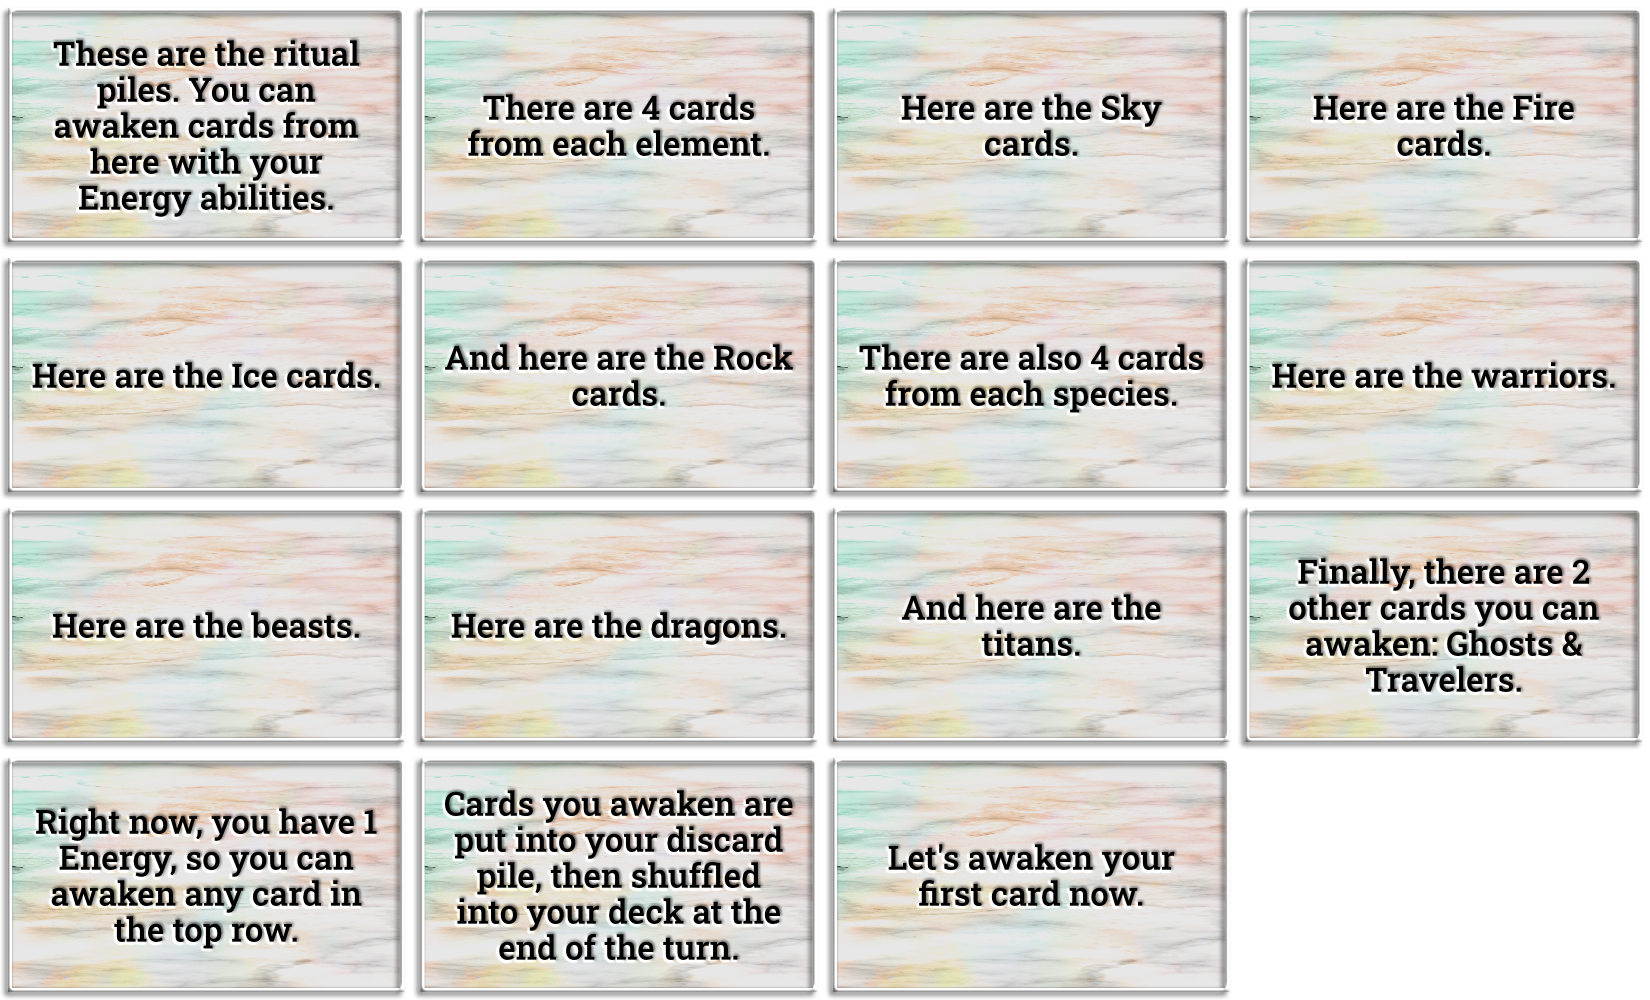 These are the ritual
piles. You can
awaken cards from
here with your
Energy abilities.
There are 4 cards
from each element.
Here are the Sky
cards.
Here are the Fire
cards.
Here are the Ice cards.
And here are the Rock
cards.
There are also 4 cards
from each species.
Here are the warriors.
Here are the beasts.
Here are the dragons.
And here are the
titans.
Finally, there are 2
other cards you can
awaken: Ghosts &
Travelers.
Right now, you have 1
Energy, so you can
awaken any card in
the top row.
Cards you awaken are
put into your discard
pile, then shuffled
into your deck at the
end of the turn.
Let's awaken your
first card now.